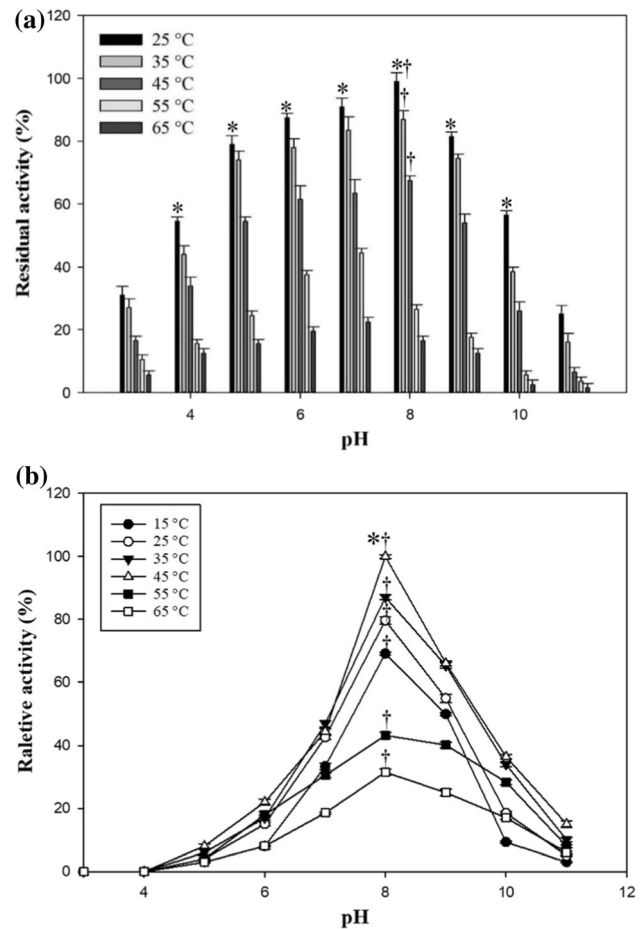 (a)
25 °C
35 °C
45 °C
55 °C
65 °C
Residual activity (%)
120
100
80
60
40
20
0
* * * * *† † † * *
4 6 8 10
pH
(b)
15 °C
25 °C
35 °C
45 °C
55 °C
65 °C
Raletive activity (%)
120
100
80
60
40
20
0
*†
†
†
†
†
†
4 6 8 10 12
pH